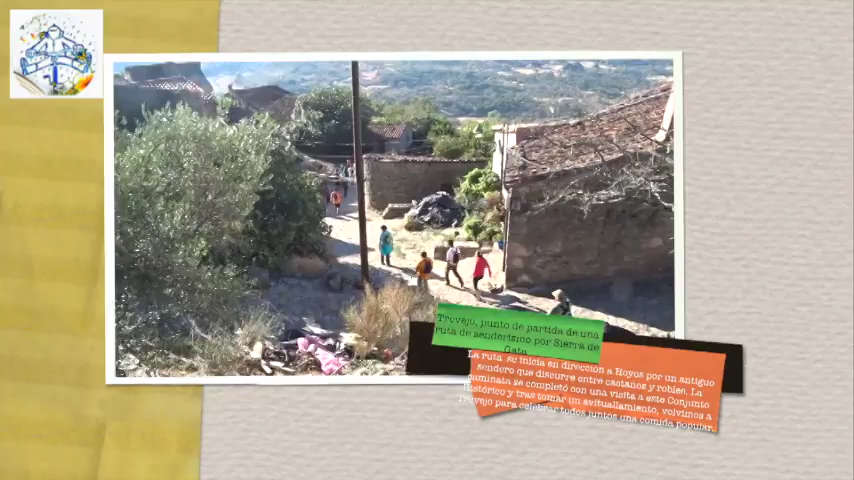 Trevejo, punto de partida de una
ruta de senderismo por Sierra de
Gata
La ruta se inicia en dirección a Hoyos por un antiguo
sendero que discurre entre castaños y robles. La
caminata se completó con una visita a este Conjunto
Histórico y tras tomar un avituallamiento, volvimos a
Trevejo para celebrar todos juntos una comida popular.